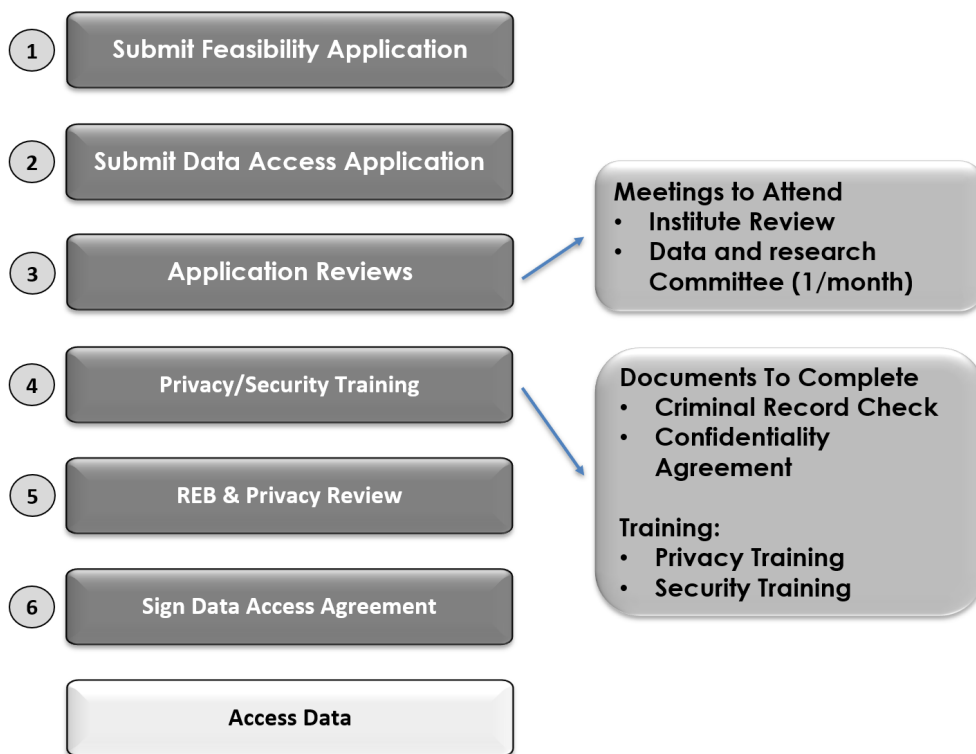 1 Submit Feasibility Application
2 Submit Data Access Application
3 Application Reviews
Meetings to Attend
• Institute Review
• Data and research
Committee (1/month)
4 Privacy/Security Training
Documents To Complete
• Criminal Record Check
• Confidentiality
Agreement
Training:
• Privacy Training
• Security Training
5 REB & Privacy Review
6 Sign Data Access Agreement
Access Data